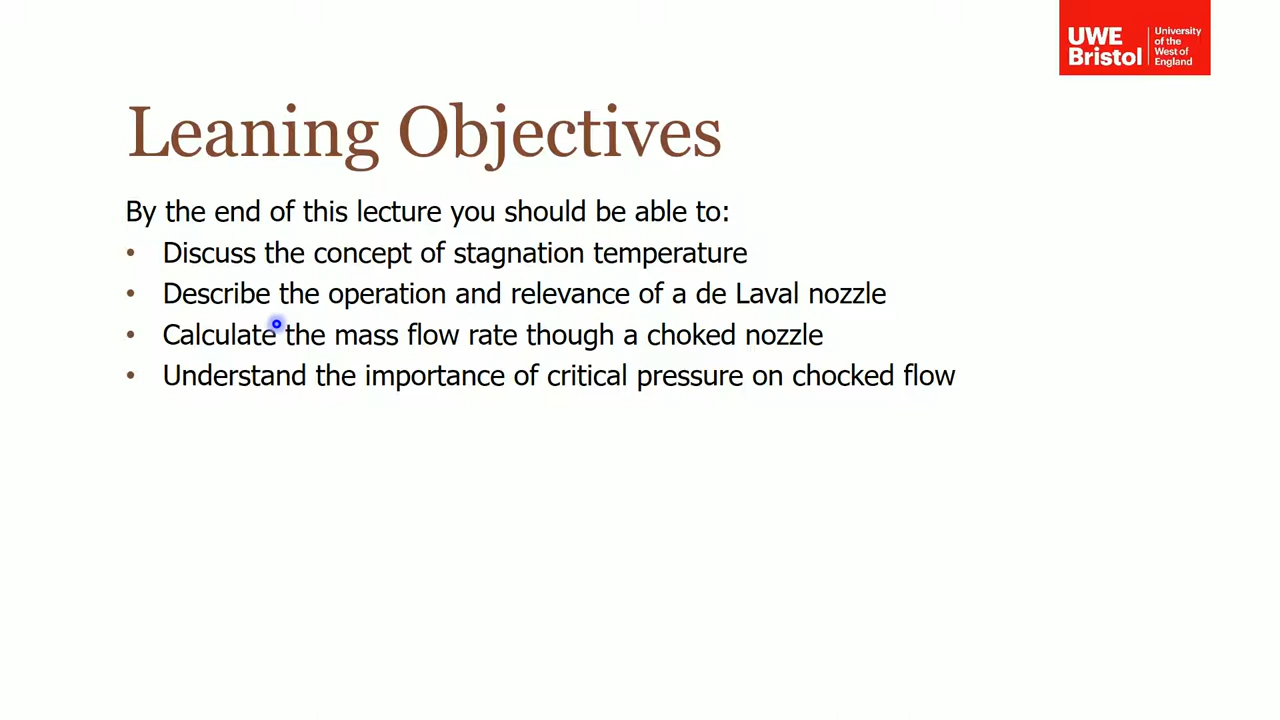 UWE
Bristol
University
of the
West of
England
Leaning Objectives
By the end of this lecture you should be able to:
• Discuss the concept of stagnation temperature
• Describe the operation and relevance of a de Laval nozzle
• Calculate the mass flow rate though a choked nozzle
• Understand the importance of critical pressure on chocked flow